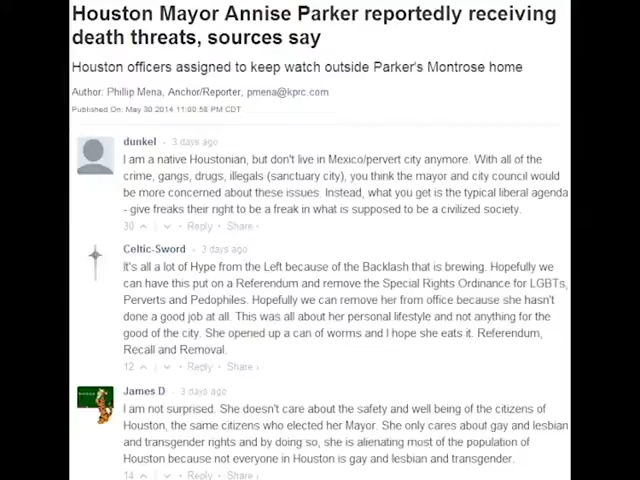 Houston Mayor Annise Parker reportedly receiving
death threats, sources say
Houston officers assigned to keep watch outside Parker's Montrose home
Author: Phillip Mena, Anchor/Reporter, pmena@kprc.com
Published On: May 30 2014 11:00:58 PM CDT
dunkel • 3 days ago
I am a native Houstonian, but don't live in Mexico/pervert city anymore. With all of the
crime, gangs, drugs, illegals (sanctuary city), you think the mayor and city council would
be more concerned about these issues. Instead, what you get is the typical liberal agenda
- give freaks their right to be a freak in what is supposed to be a civilized society.
30 Reply · Share ›
Celtic-Sword • 3 days ago
It's all a lot of Hype from the Left because of the Backlash that is brewing. Hopefully we
can have this put on a Referendum and remove the Special Rights Ordinance for LGBTs,
Perverts and Pedophiles. Hopefully we can remove her from office because she hasn't
done a good job at all. This was all about her personal lifestyle and not anything for the
good of the city. She opened up a can of worms and I hope she eats it. Referendum,
Recall and Removal.
12 Reply · Share ›
James D • 3 days ago
I am not surprised. She doesn't care about the safety and well being of the citizens of
Houston, the same citizens who elected her Mayor. She only cares about gay and lesbian
and transgender rights and by doing so, she is alienating most of the population of
Houston because not everyone in Houston is gay and lesbian and transgender.
14 Reply · Share ›